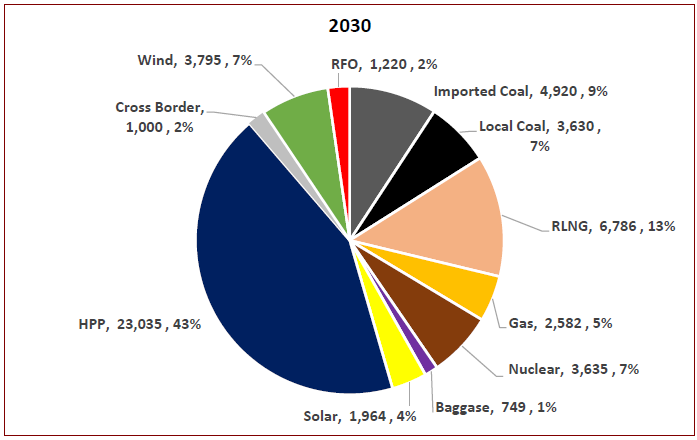 2030
Wind, 3,795 , 7%
RFO, 1,220 , 2%
Imported Coal, 4,920 , 9%
Cross Border,
1,000 , 2%
Local Coal, 3,630 ,
7%
RLNG, 6,786 , 13%
HPP, 23,035 , 43%
Gas, 2,582 , 5%
Nuclear, 3,635 , 7%
Solar, 1,964 , 4%
Baggase, 749 , 1%